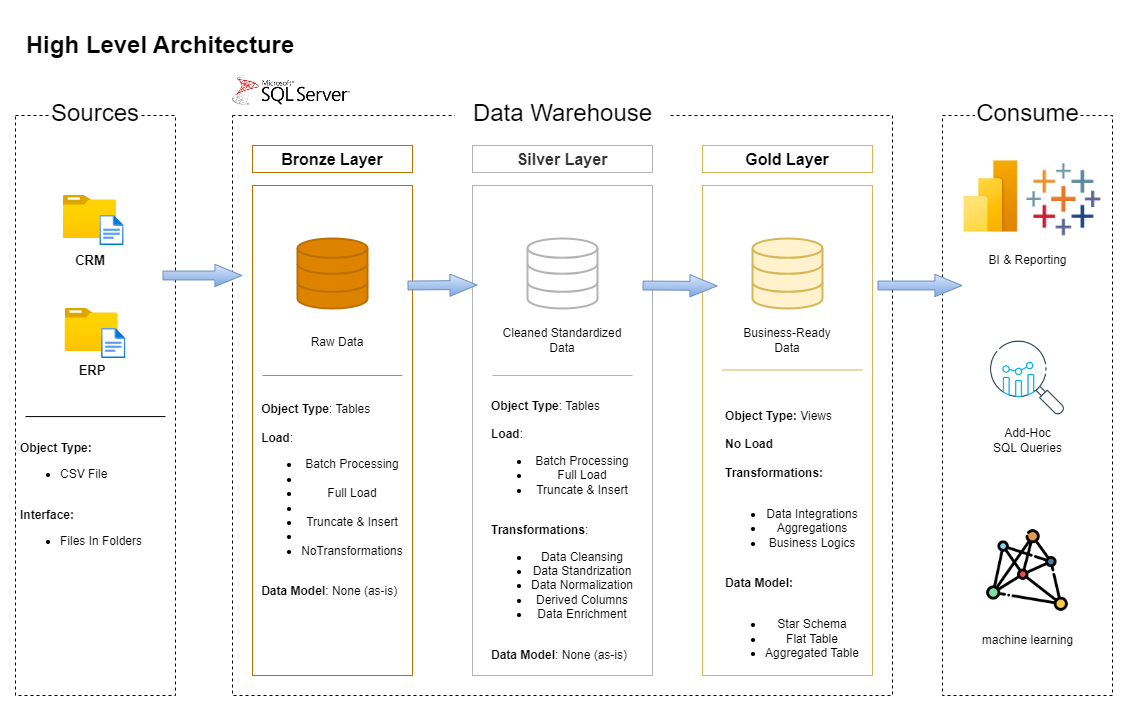 High Level Architecture
Microsoft
SQL Server
Sources
CRM
ERP
Object Type:
CSV File
Interface:
Files In Folders
Data Warehouse
Bronze Layer
Raw Data
Object Type: Tables
Load:
Batch Processing
Full Load
Truncate & Insert
NoTransformations
Data Model: None (as-is)
Silver Layer
Cleaned Standardized
Data
Object Type: Tables
Load:
Batch Processing
Full Load
Truncate & Insert
Transformations:
Data Cleansing
Data Standrization
Data Normalization
Derived Columns
Data Enrichment
Data Model: None (as-is)
Gold Layer
Business-Ready
Data
Object Type: Views
No Load
Transformations:
Data Integrations
Aggregations
Business Logics
Data Model:
Star Schema
Flat Table
Aggregated Table
Consume
BI & Reporting
Add-Hoc
SQL Queries
machine learning